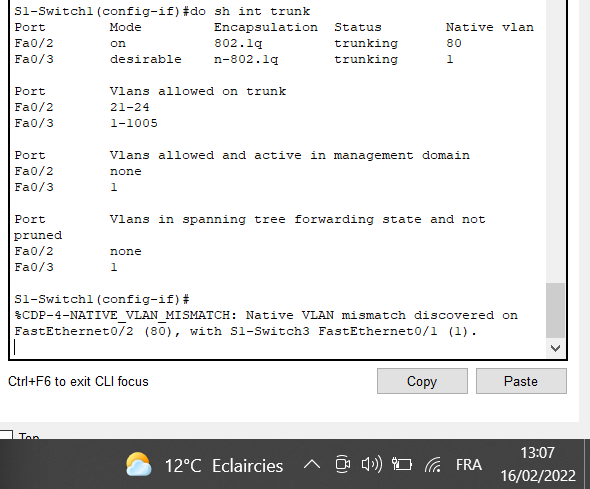 S1-Switch1(config-if)#do sh int trunk
Port        Mode         Encapsulation  Status        Native vlan
Fa0/2       on           802.1q         trunking      80
Fa0/3       desirable    n-802.1q       trunking      1
Port        Vlans allowed on trunk
Fa0/2       21-24
Fa0/3       1-1005
Port        Vlans allowed and active in management domain
Fa0/2       none
Fa0/3       1
Port        Vlans in spanning tree forwarding state and not
pruned
Fa0/2       none
Fa0/3       1
S1-Switch1(config-if)#
%CDP-4-NATIVE_VLAN_MISMATCH: Native VLAN mismatch discovered on
FastEthernet0/2 (80), with S1-Switch3 FastEthernet0/1 (1).
Ctrl+F6 to exit CLI focus
Copy
Paste
Top
12°C Eclaircies
FRA
13:07
16/02/2022